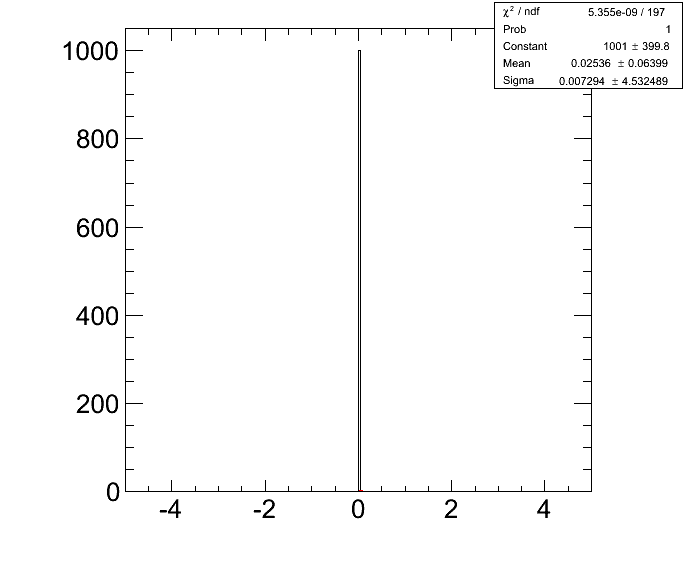 χ² / ndf 5.355e-09 / 197
Prob 1
Constant 1001 ± 399.8
Mean 0.02536 ± 0.06399
Sigma 0.007294 ± 4.532489
1000
800
600
400
200
0
-4 -2 0 2 4